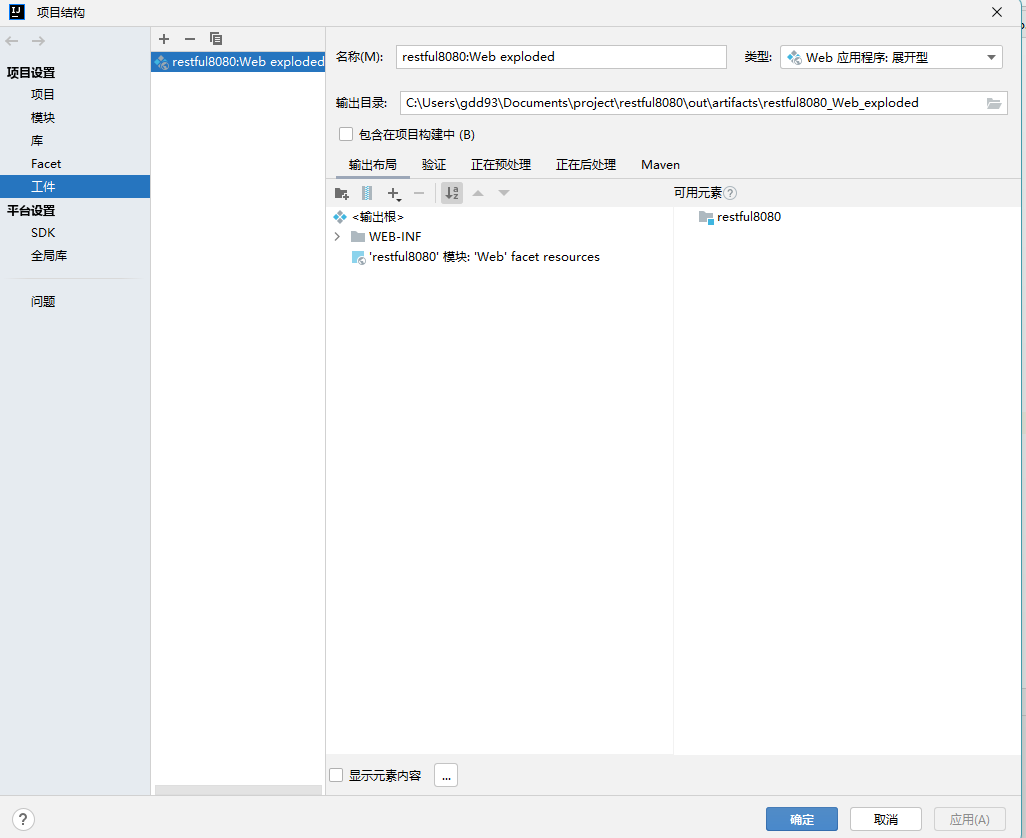 项目结构
项目设置
项目
模块
库
Facet
工件
平台设置
SDK
全局库
问题
restful8080:Web exploded
名称(M): restful8080:Web exploded 类型: Web 应用程序: 展开型
输出目录: C:\Users\gdd93\Documents\project\restful8080\out\artifacts\restful8080_Web_exploded
包含在项目构建中 (B)
输出布局 验证 正在预处理 正在后处理 Maven
可用元素
<输出根>
WEB-INF
'restful8080' 模块: 'Web' facet resources
restful8080
显示元素内容 ...
? 确定 取消 应用(A)